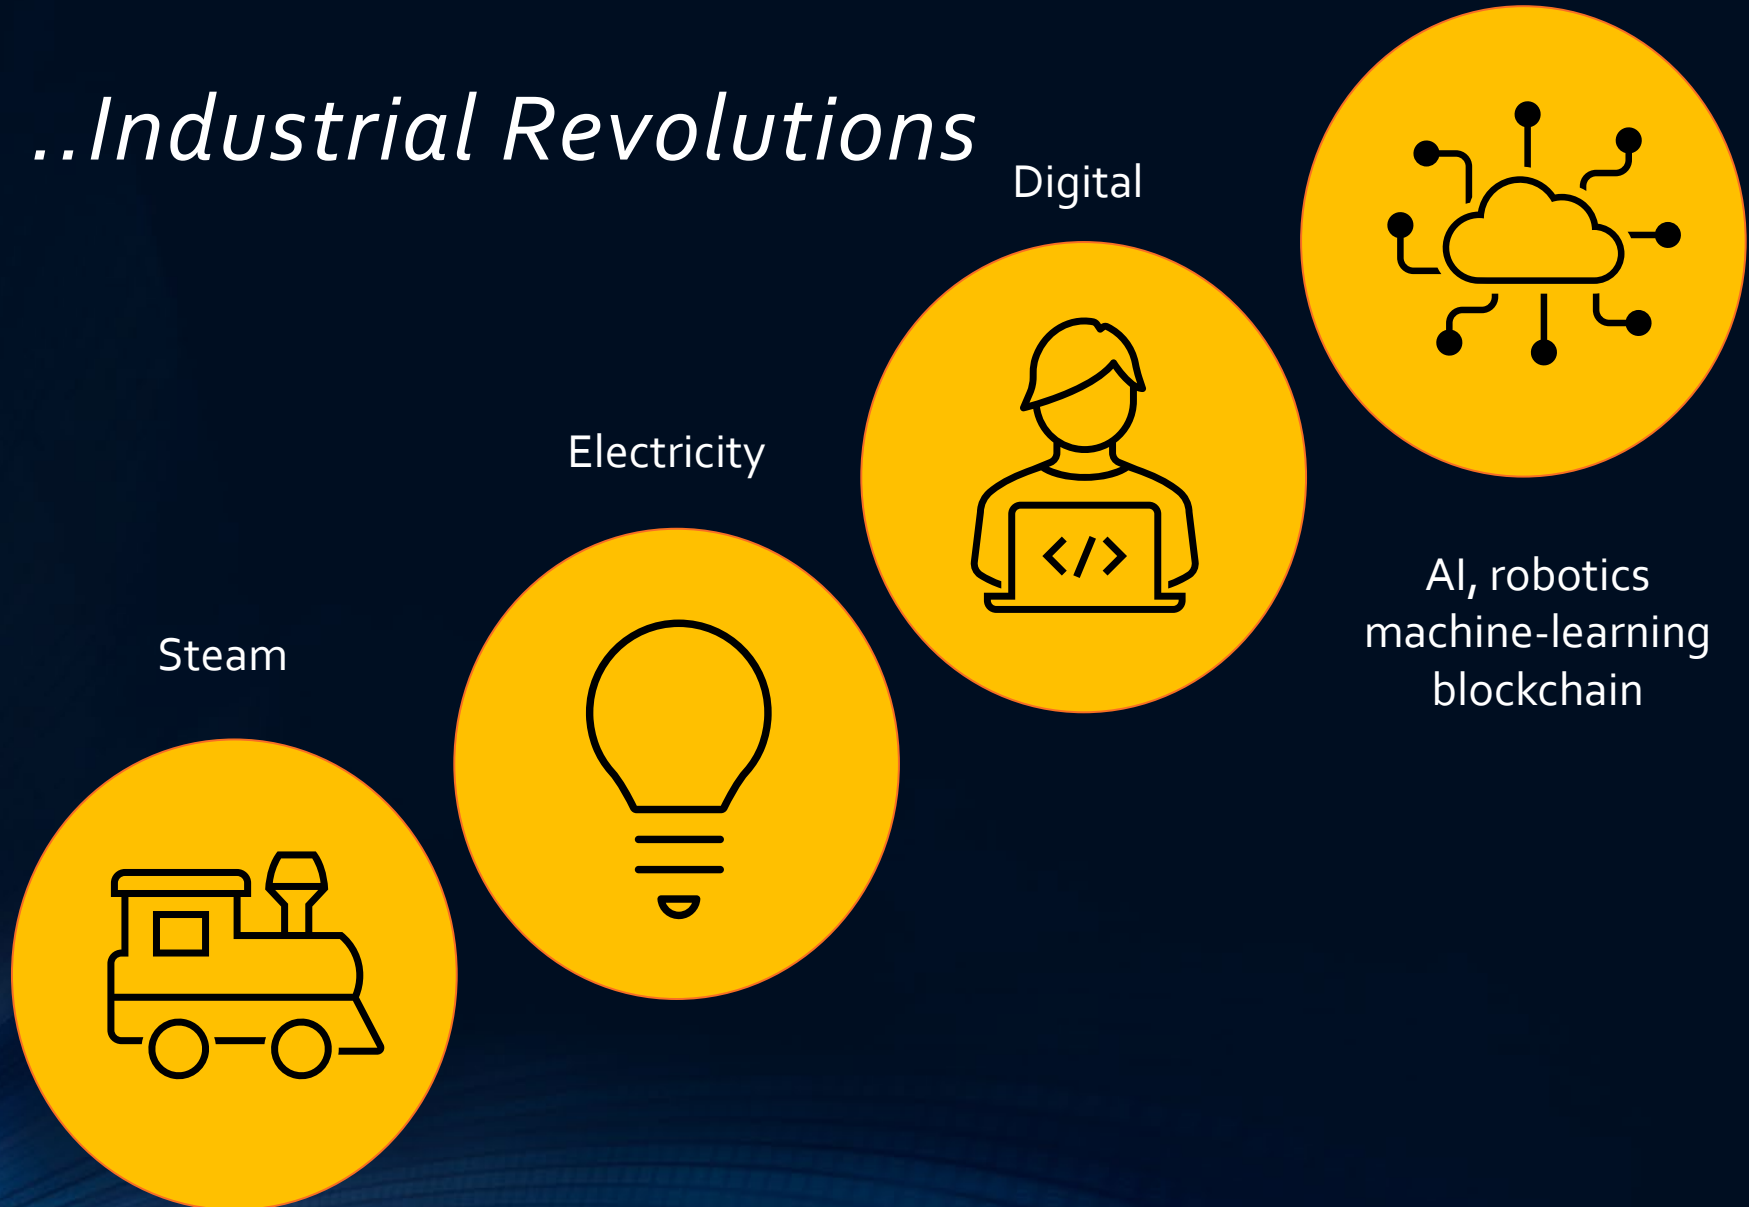 ..Industrial Revolutions
Digital
Electricity
Steam
</>
AI, robotics
machine-learning
blockchain